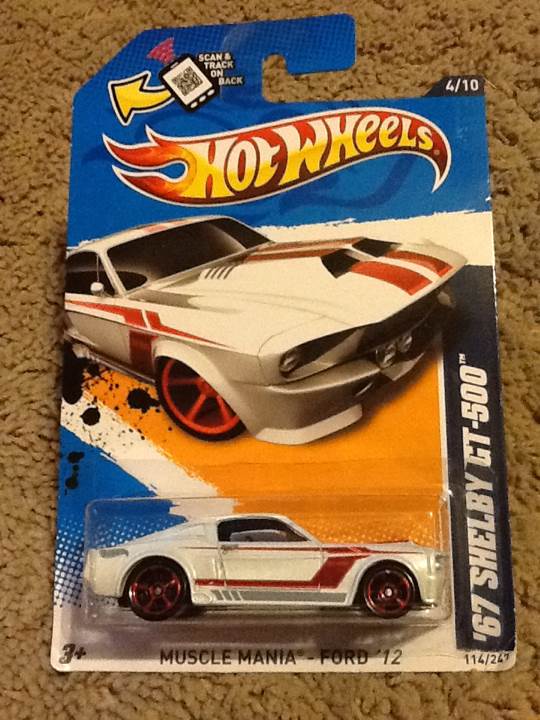 SCAN &
TRACK
ON
BACK
4/10
HOT WHEELS®
'67 SHELBY GT-500™
3+
MUSCLE MANIA® - FORD '12
114/247